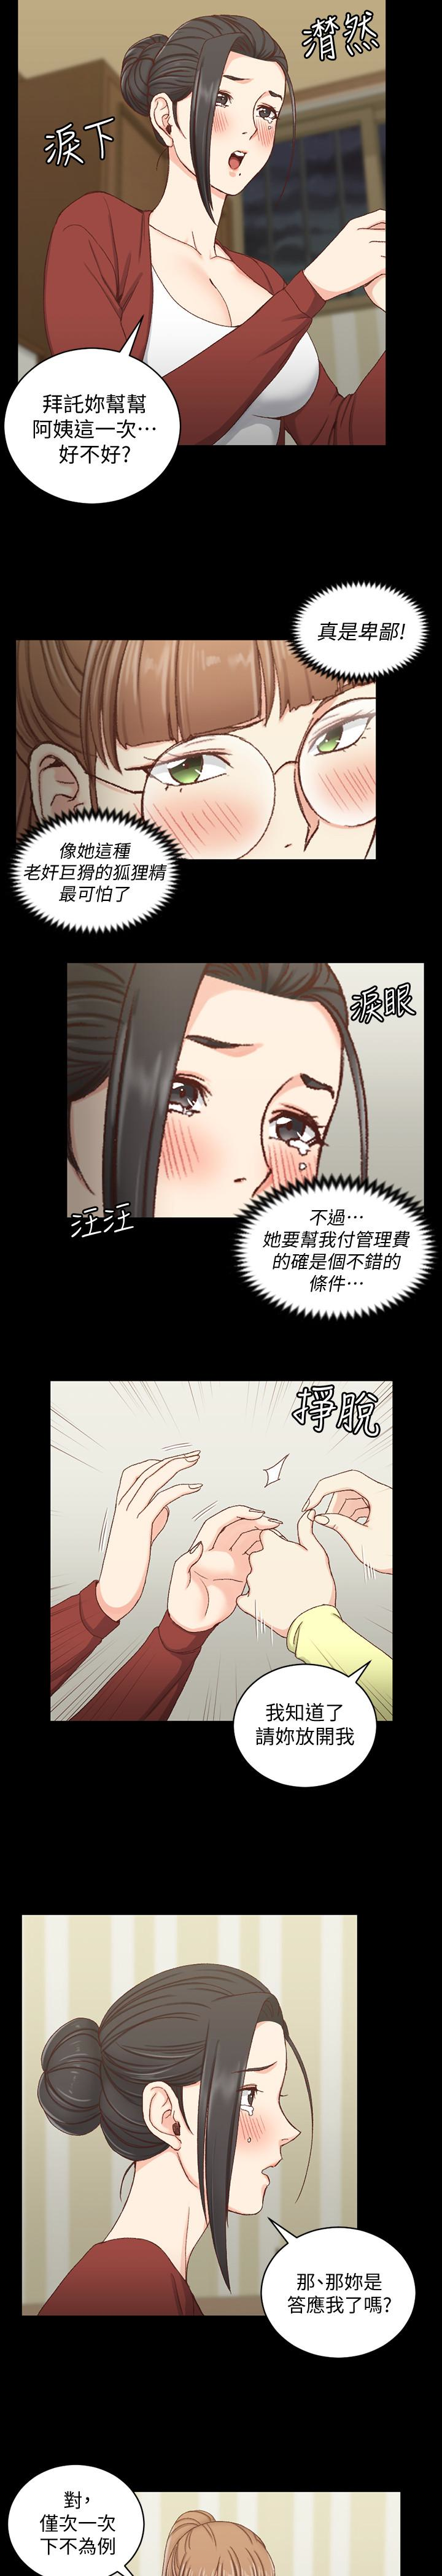 潸然
淚下
拜託妳幫幫
阿姨這一次…
好不好?
真是卑鄙!
像她這種
老奸巨猾的狐狸精
最可怕了
淚眼
汪汪
不過…
她要幫我付管理費
的確是個不錯的
條件…
掙脫
我知道了
請妳放開我
那、那妳是
答應我了嗎?
對，
僅次一次
下不為例